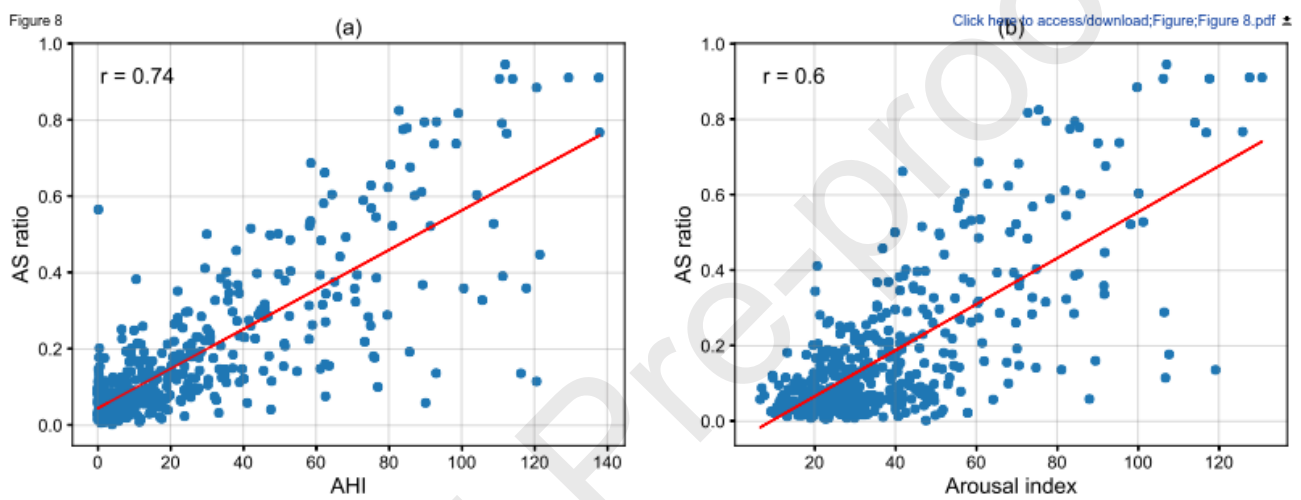 Figure 8
Click here to access/download;Figure;Figure 8.pdf
(a)
r = 0.74
AS ratio
1.0
0.8
0.6
0.4
0.2
0.0
0 20 40 60 80 100 120 140
AHI
(b)
r = 0.6
AS ratio
1.0
0.8
0.6
0.4
0.2
0.0
20 40 60 80 100 120
Arousal index
Pre-proo